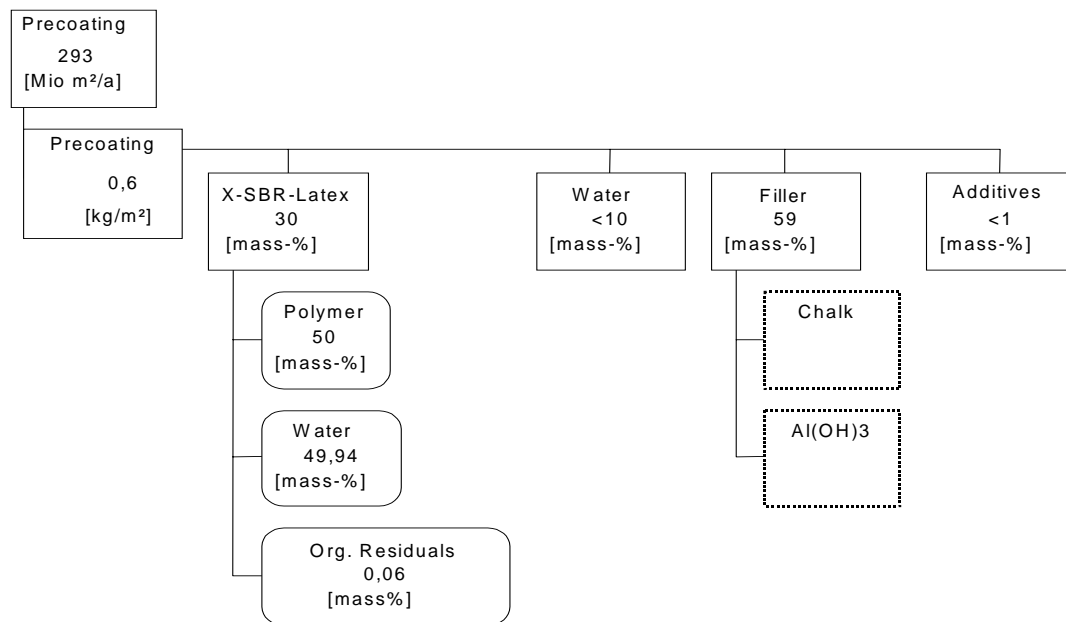 Precoating
293
[Mio m²/a]
Precoating
0,6
[kg/m²]
X-SBR-Latex
30
[mass-%]
Water
<10
[mass-%]
Filler
59
[mass-%]
Additives
<1
[mass-%]
Polymer
50
[mass-%]
Water
49,94
[mass-%]
Org. Residuals
0,06
[mass%]
Chalk
Al(OH)3